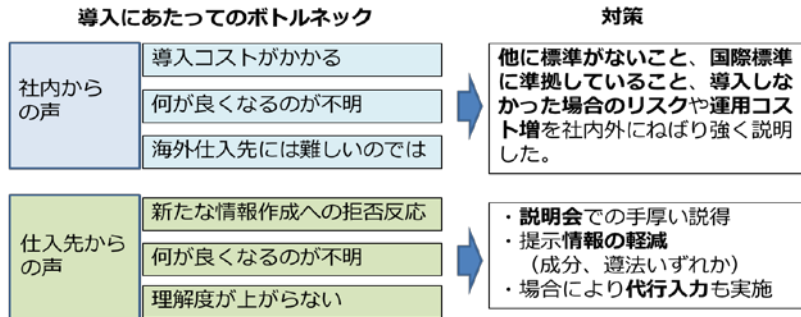 導入にあたってのボトルネック
対策
社内から
の声
導入コストがかかる
何が良くなるのが不明
海外仕入先には難しいのでは
他に標準がないこと、国際標準
に準拠していること、導入しな
かった場合のリスクや運用コス
ト増を社内外にねばり強く説明
した。
仕入先から
の声
新たな情報作成への拒否反応
何が良くなるのが不明
理解度が上がらない
・説明会での手厚い説得
・提示情報の軽減
（成分、遵法いずれか）
・場合により代行入力も実施